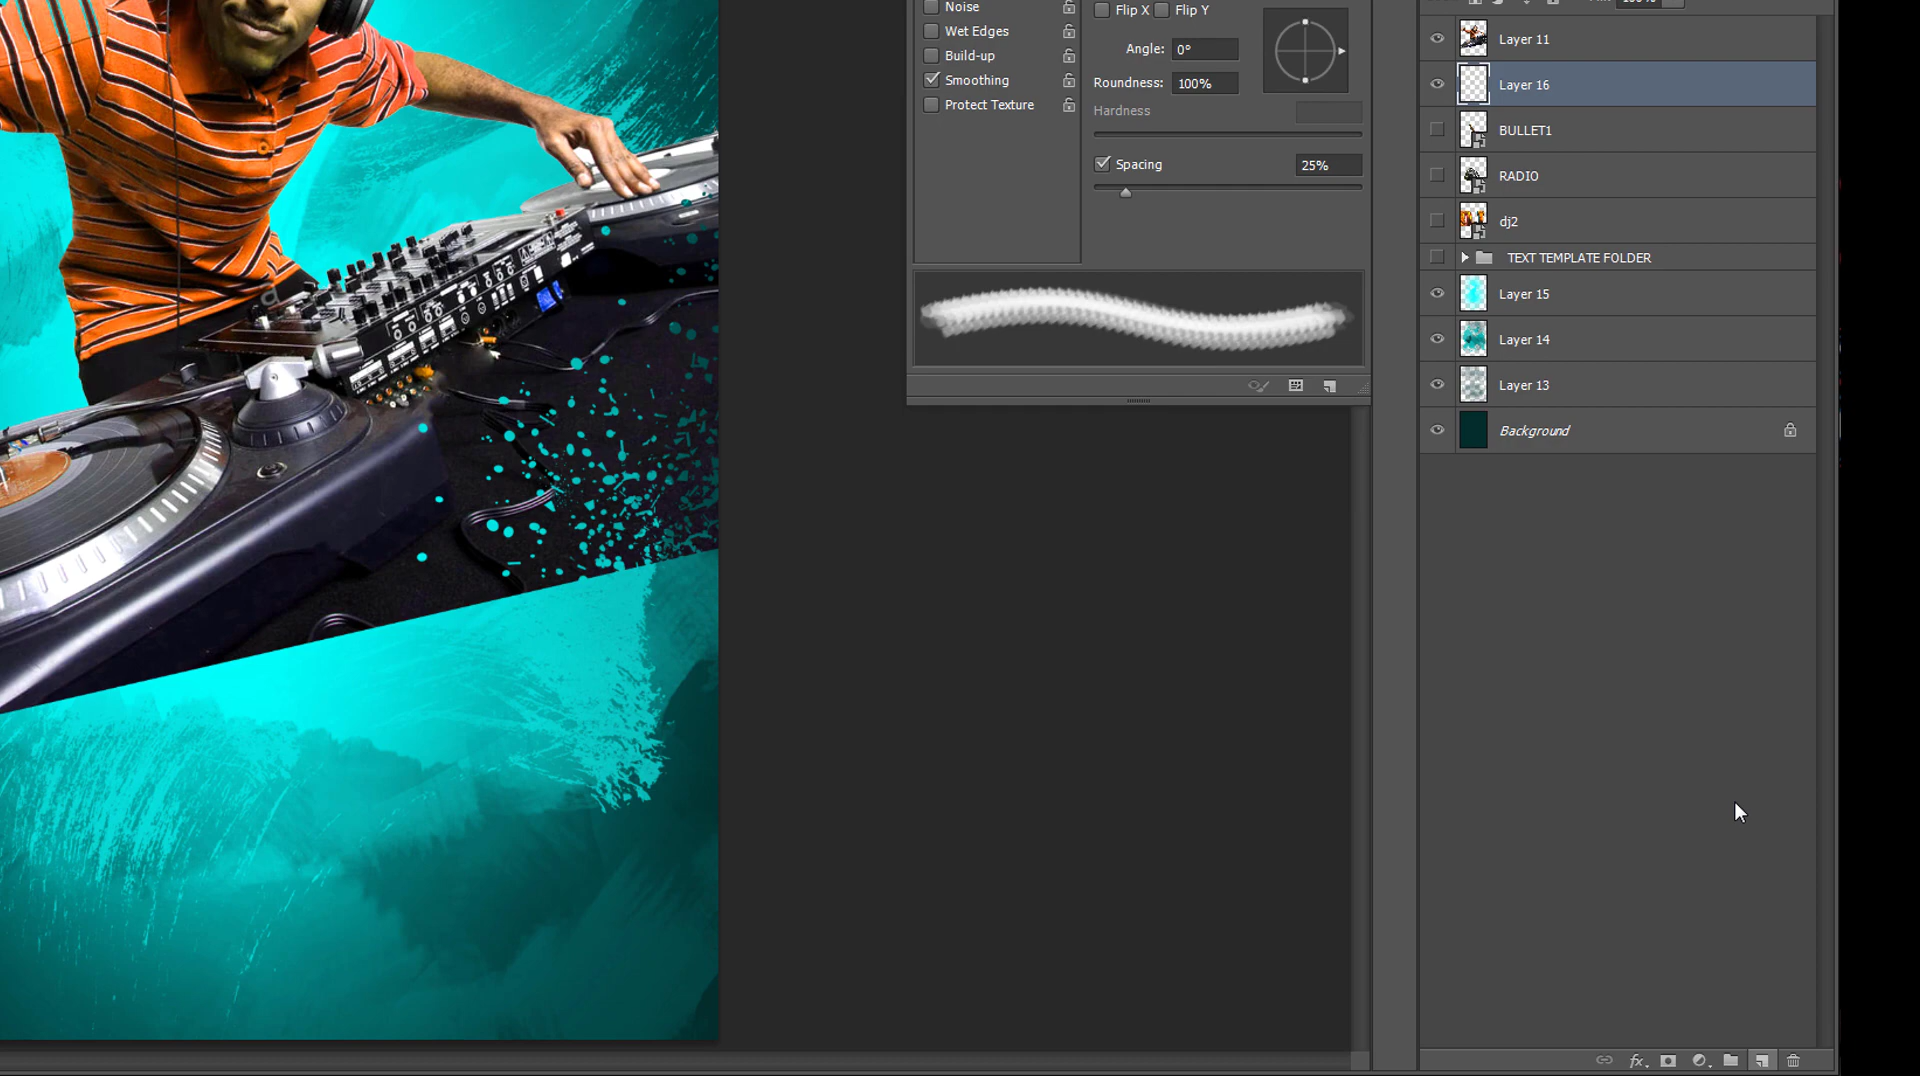 Noise
Wet Edges
Build-up
Smoothing
Protect Texture
Flip X
Flip Y
Angle: 0°
Roundness: 100%
Hardness
Spacing
25%
Layer 11
Layer 16
BULLET1
RADIO
dj2
TEXT TEMPLATE FOLDER
Layer 15
Layer 14
Layer 13
Background
fx